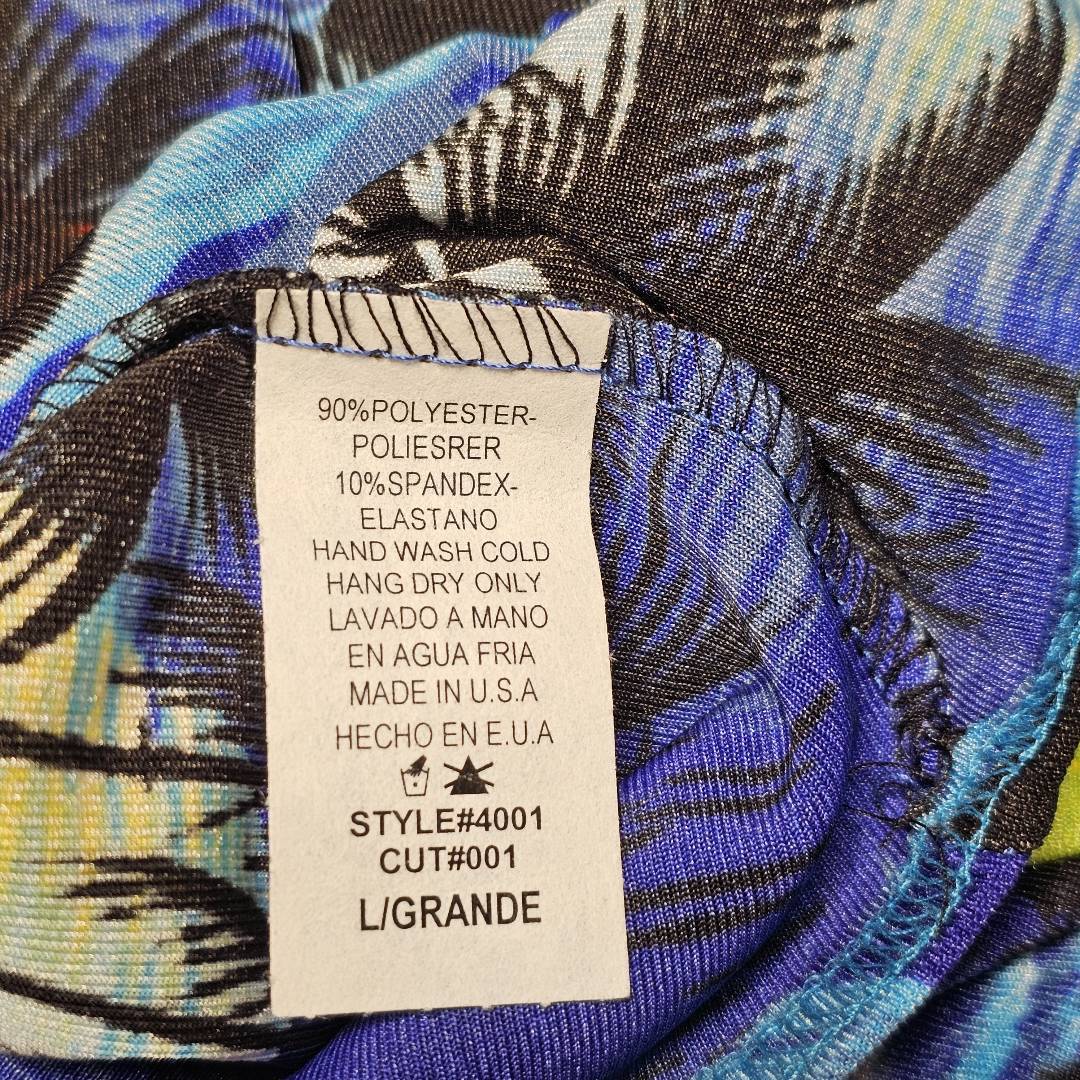 90%POLYESTER-
POLIESRER
10%SPANDEX-
ELASTANO
HAND WASH COLD
HANG DRY ONLY
LAVADO A MANO
EN AGUA FRIA
MADE IN U.S.A
HECHO EN E.U.A
STYLE#4001
CUT#001
L/GRANDE